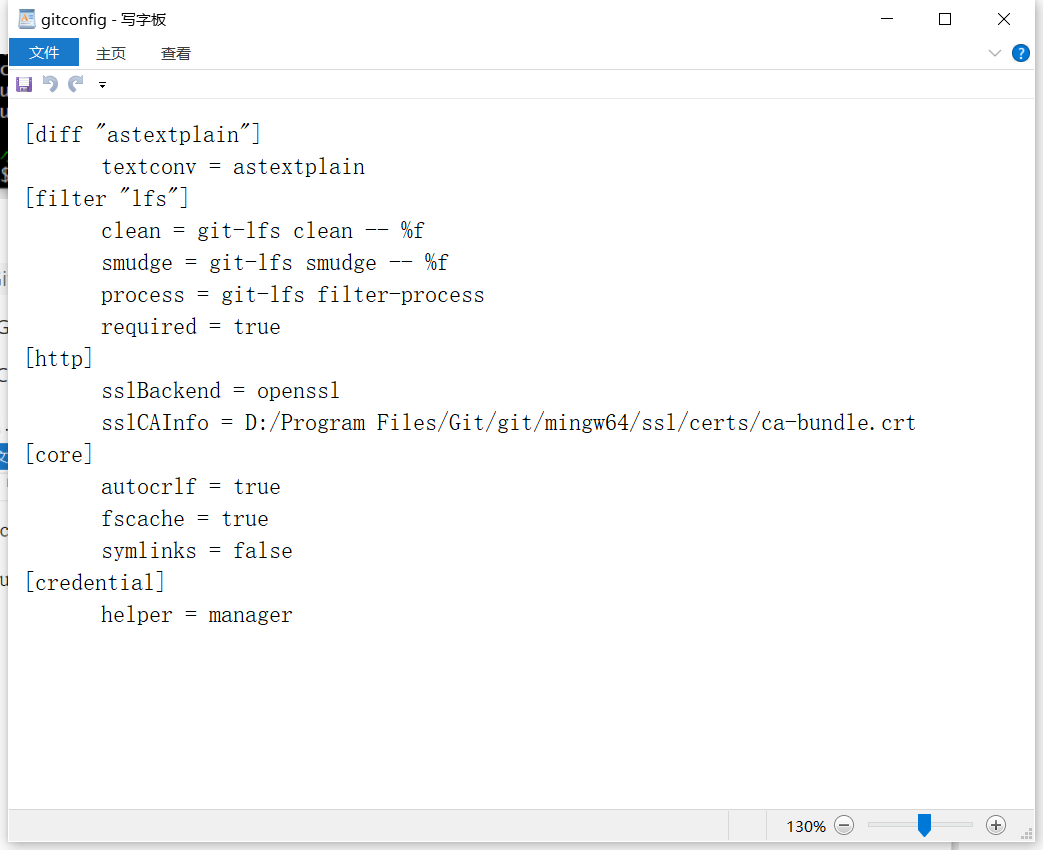 gitconfig - 写字板
文件 主页 查看
[diff "astextplain"]
textconv = astextplain
[filter "lfs"]
clean = git-lfs clean -- %f
smudge = git-lfs smudge -- %f
process = git-lfs filter-process
required = true
[http]
sslBackend = openssl
sslCAInfo = D:/Program Files/Git/git/mingw64/ssl/certs/ca-bundle.crt
[core]
autocrlf = true
fscache = true
symlinks = false
[credential]
helper = manager
130%